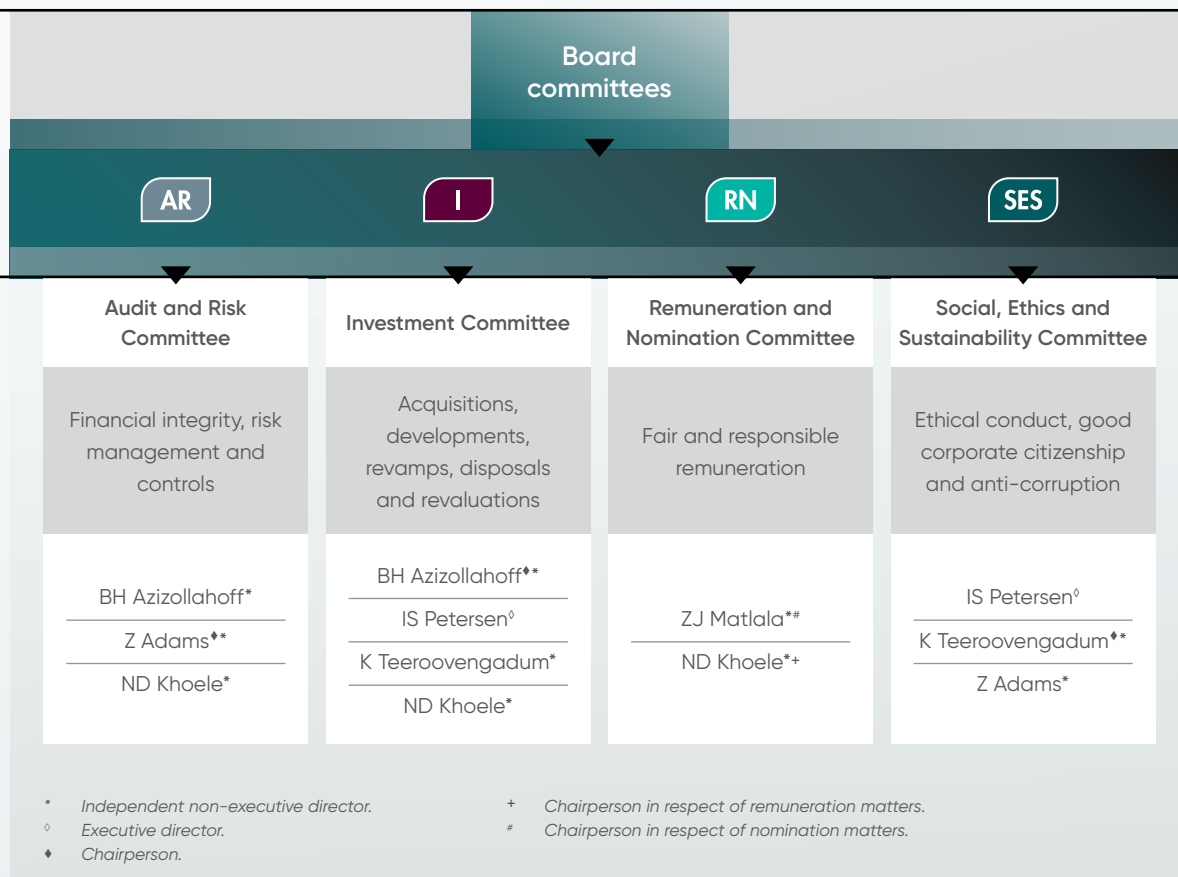 Board
committees
AR
I
RN
SES
Audit and Risk
Committee
Financial integrity, risk
management and
controls
BH Azizollahoff*
Z Adams♦*
ND Khoele*
Investment Committee
Acquisitions,
developments,
revamps, disposals
and revaluations
BH Azizollahoff♦*
IS Petersen◊
K Teeroovengadum*
ND Khoele*
Remuneration and
Nomination Committee
Fair and responsible
remuneration
ZJ Matlala*#
ND Khoele*+
Social, Ethics and
Sustainability Committee
Ethical conduct, good
corporate citizenship
and anti-corruption
IS Petersen◊
K Teeroovengadum♦*
Z Adams*
* Independent non-executive director.
◊ Executive director.
♦ Chairperson.
+ Chairperson in respect of remuneration matters.
# Chairperson in respect of nomination matters.